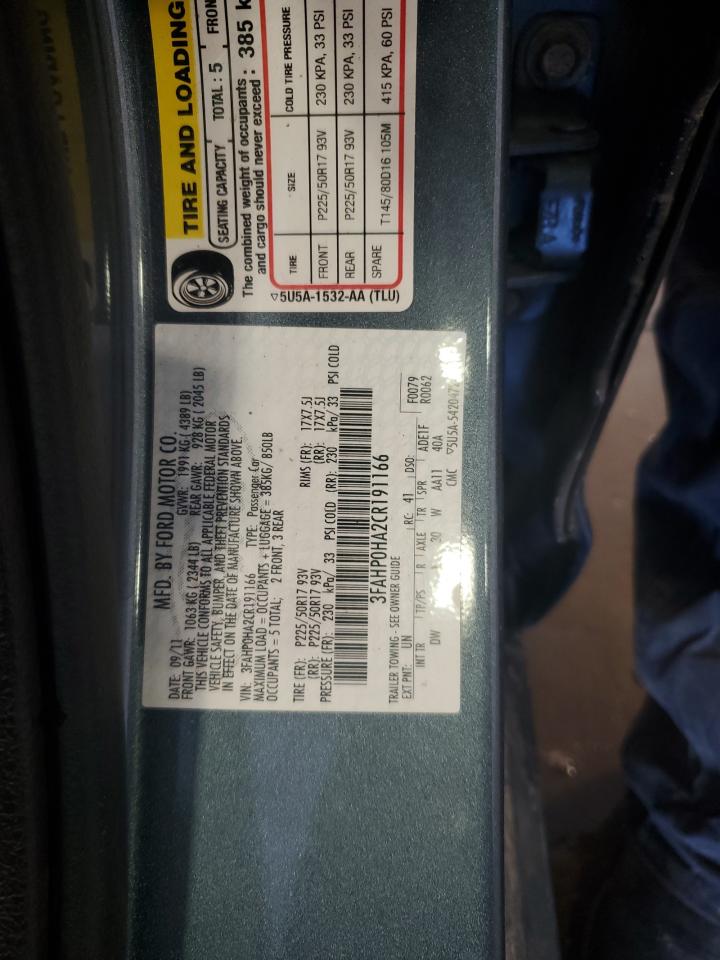 TIRE AND LOADING
SEATING CAPACITY TOTAL : 5 FRON
The combined weight of occupants
and cargo should never exceed : 385 k
TIRE SIZE COLD TIRE PRESSURE
FRONT P225/50R17 93V 230 KPA, 33 PSI
REAR P225/50R17 93V 230 KPA, 33 PSI
SPARE T145/80D16 105M 415 KPA, 60 PSI
5U5A-1532-AA (TLU)
MFD. BY FORD MOTOR CO.
DATE: 09/11 GVWR: 1991 KG ( 4389 LB)
FRONT GAWR: 1063 KG ( 2344 LB) REAR GAWR: 928 KG ( 2045 LB)
THIS VEHICLE CONFORMS TO ALL APPLICABLE FEDERAL MOTOR
VEHICLE SAFETY, BUMPER, AND THEFT PREVENTION STANDARDS
IN EFFECT ON THE DATE OF MANUFACTURE SHOWN ABOVE
VIN: 3FAHP0HA2CR191166 TYPE: Passenger Car
MAXIMUM LOAD = OCCUPANTS + LUGGAGE = 385KG/ 850LB
OCCUPANTS = 5 TOTAL; 2 FRONT, 3 REAR
TIRE (FR): P225/50R17 93V RIMS (FR): 17X7.5J
(RR): P225/50R17 93V (RR): 17X7.5J
PRESSURE (FR): 230 kPa/ 33 PSI COLD (RR): 230 kPa/ 33 PSI COLD
3FAHP0HA2CR191166
TRAILER TOWING - SEE OWNER GUIDE
F0079
R0062
EXT PNT: UN RC: 41 DSO:
INT TR TP/PS R AXLE TR SPR ADE1F
DW 30 W AA11 40A
CMC 5U5A-54204